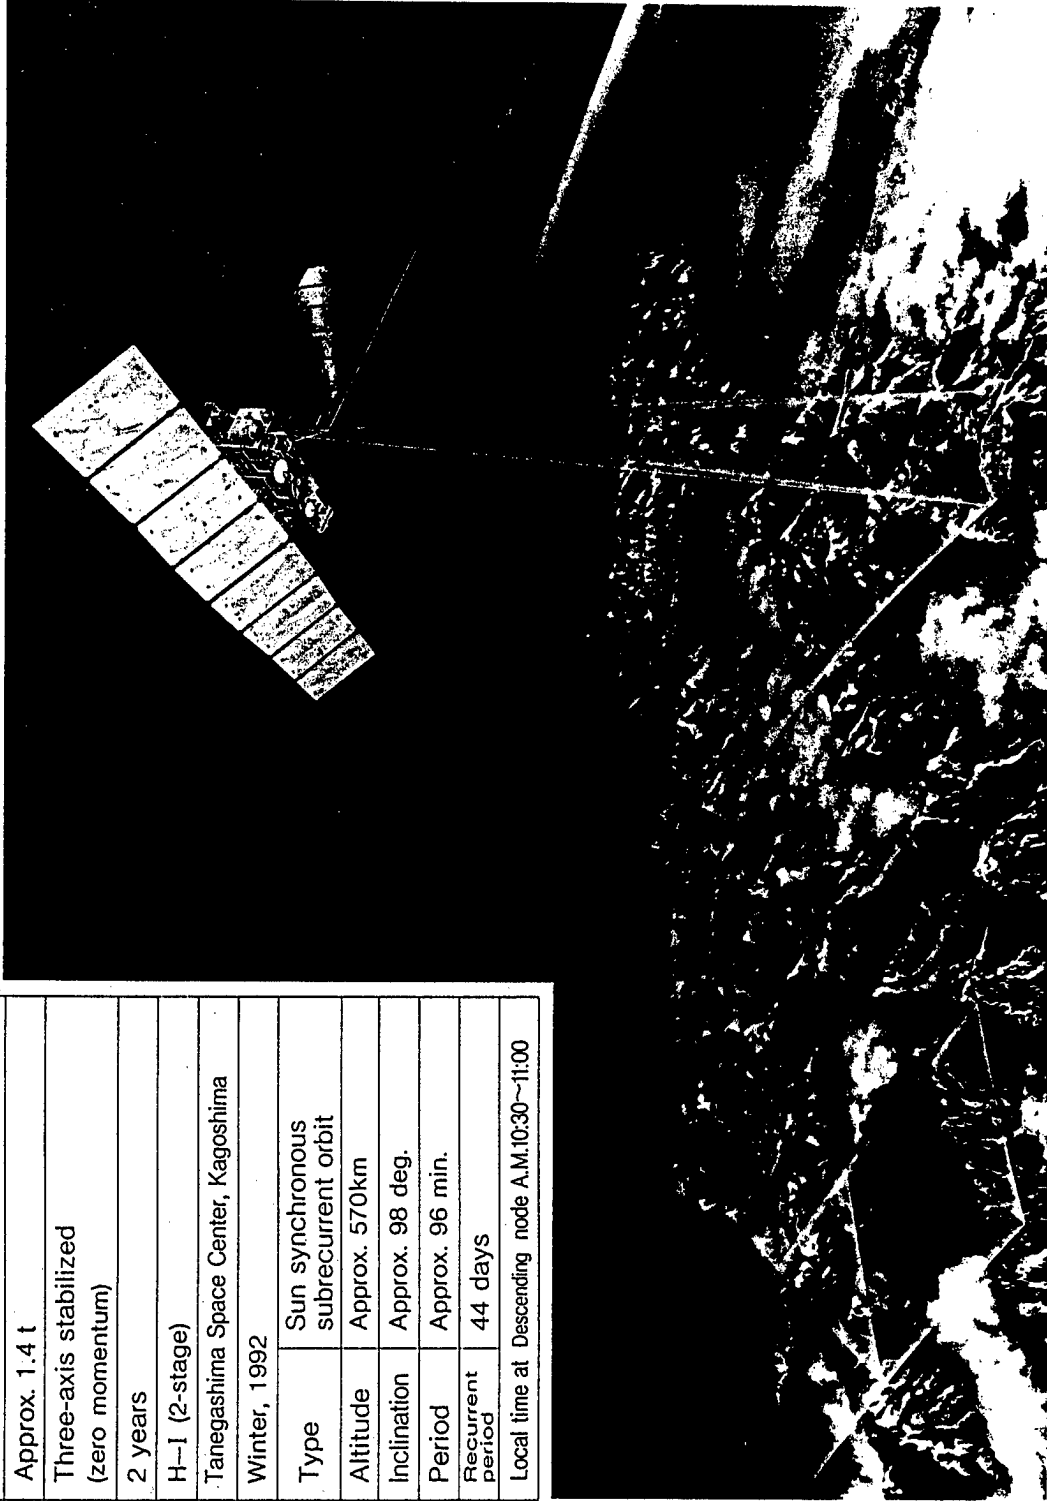 Approx. 1.4 t
Three-axis stabilized
(zero momentum)
2 years
H–I (2-stage)
Tanegashima Space Center, Kagoshima
Winter, 1992
Type Sun synchronous
subrecurrent orbit
Altitude Approx. 570km
Inclination Approx. 98 deg.
Period Approx. 96 min.
Recurrent
period 44 days
Local time at Descending node A.M.10:30~11:00